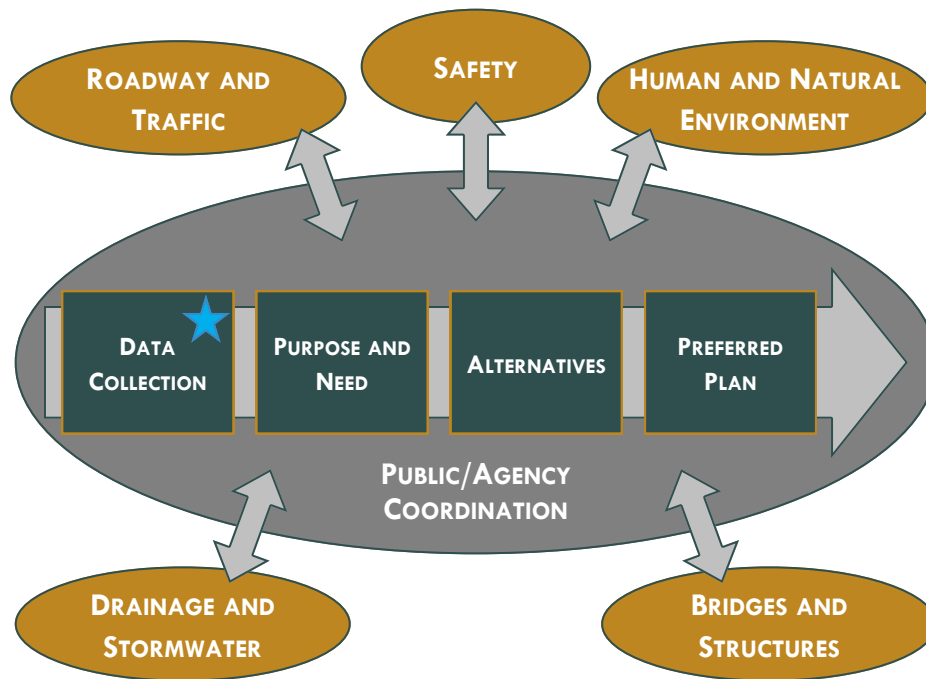 ROADWAY AND
TRAFFIC
SAFETY
HUMAN AND NATURAL
ENVIRONMENT
DATA
COLLECTION
PURPOSE AND
NEED
ALTERNATIVES
PREFERRED
PLAN
PUBLIC/AGENCY
COORDINATION
DRAINAGE AND
STORMWATER
BRIDGES AND
STRUCTURES